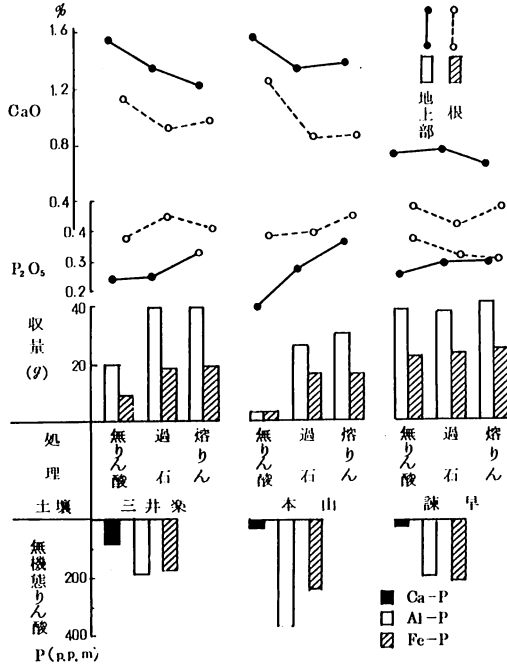 %
1.6
CaO
1.2
0.8
0.4
地上部
根
0.4
P₂O₅
0.3
0.2
収量(g)
40
20
処理
無りん酸
過石
熔りん
無りん酸
過石
熔りん
無りん酸
過石
熔りん
土壌
三井楽
本山
諫早
無機態りん酸
200
400
P(p.p.m)
Ca-P
Al-P
Fe-P